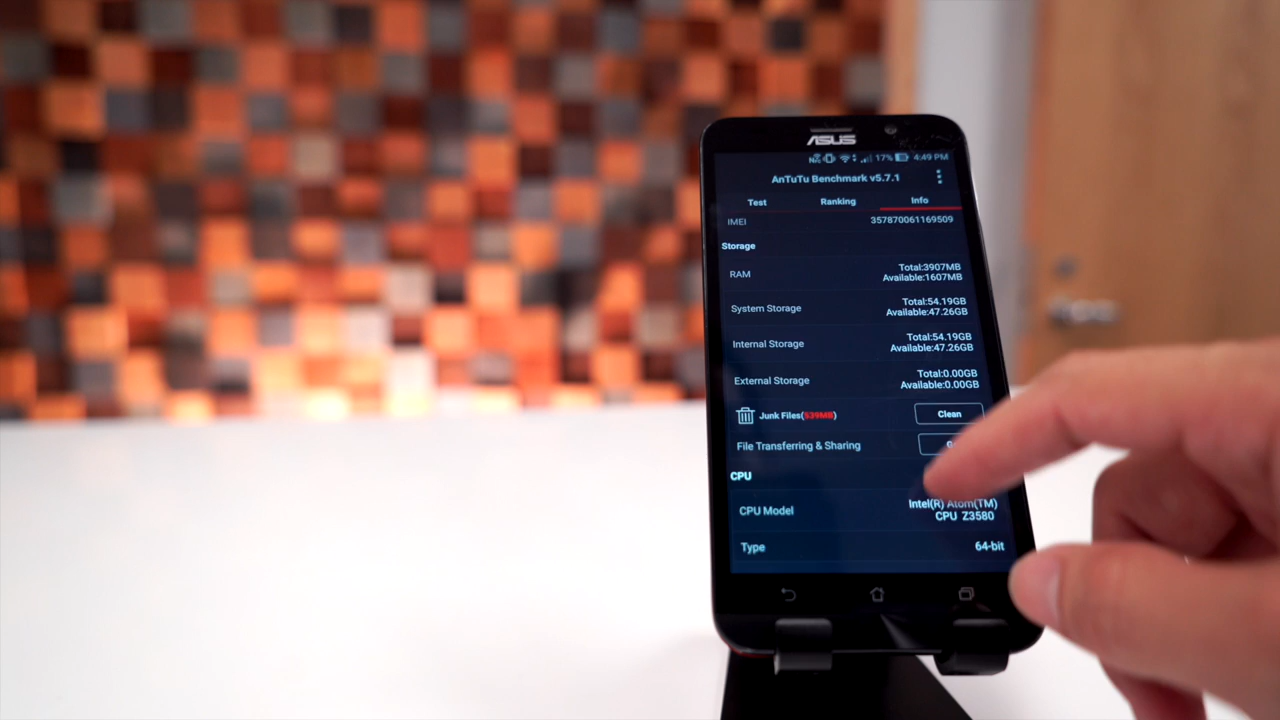 ASUS
17% 4:49 PM
AnTuTu Benchmark v5.7.1
Test Ranking Info
IMEI 357870061169509
Storage
RAM Total:3907MB
Available:1607MB
System Storage Total:54.19GB
Available:47.26GB
Internal Storage Total:54.19GB
Available:47.26GB
External Storage Total:0.00GB
Available:0.00GB
Junk Files(539MB) Clean
File Transferring & Sharing
CPU
CPU Model Intel(R) Atom(TM)
CPU Z3580
Type 64-bit